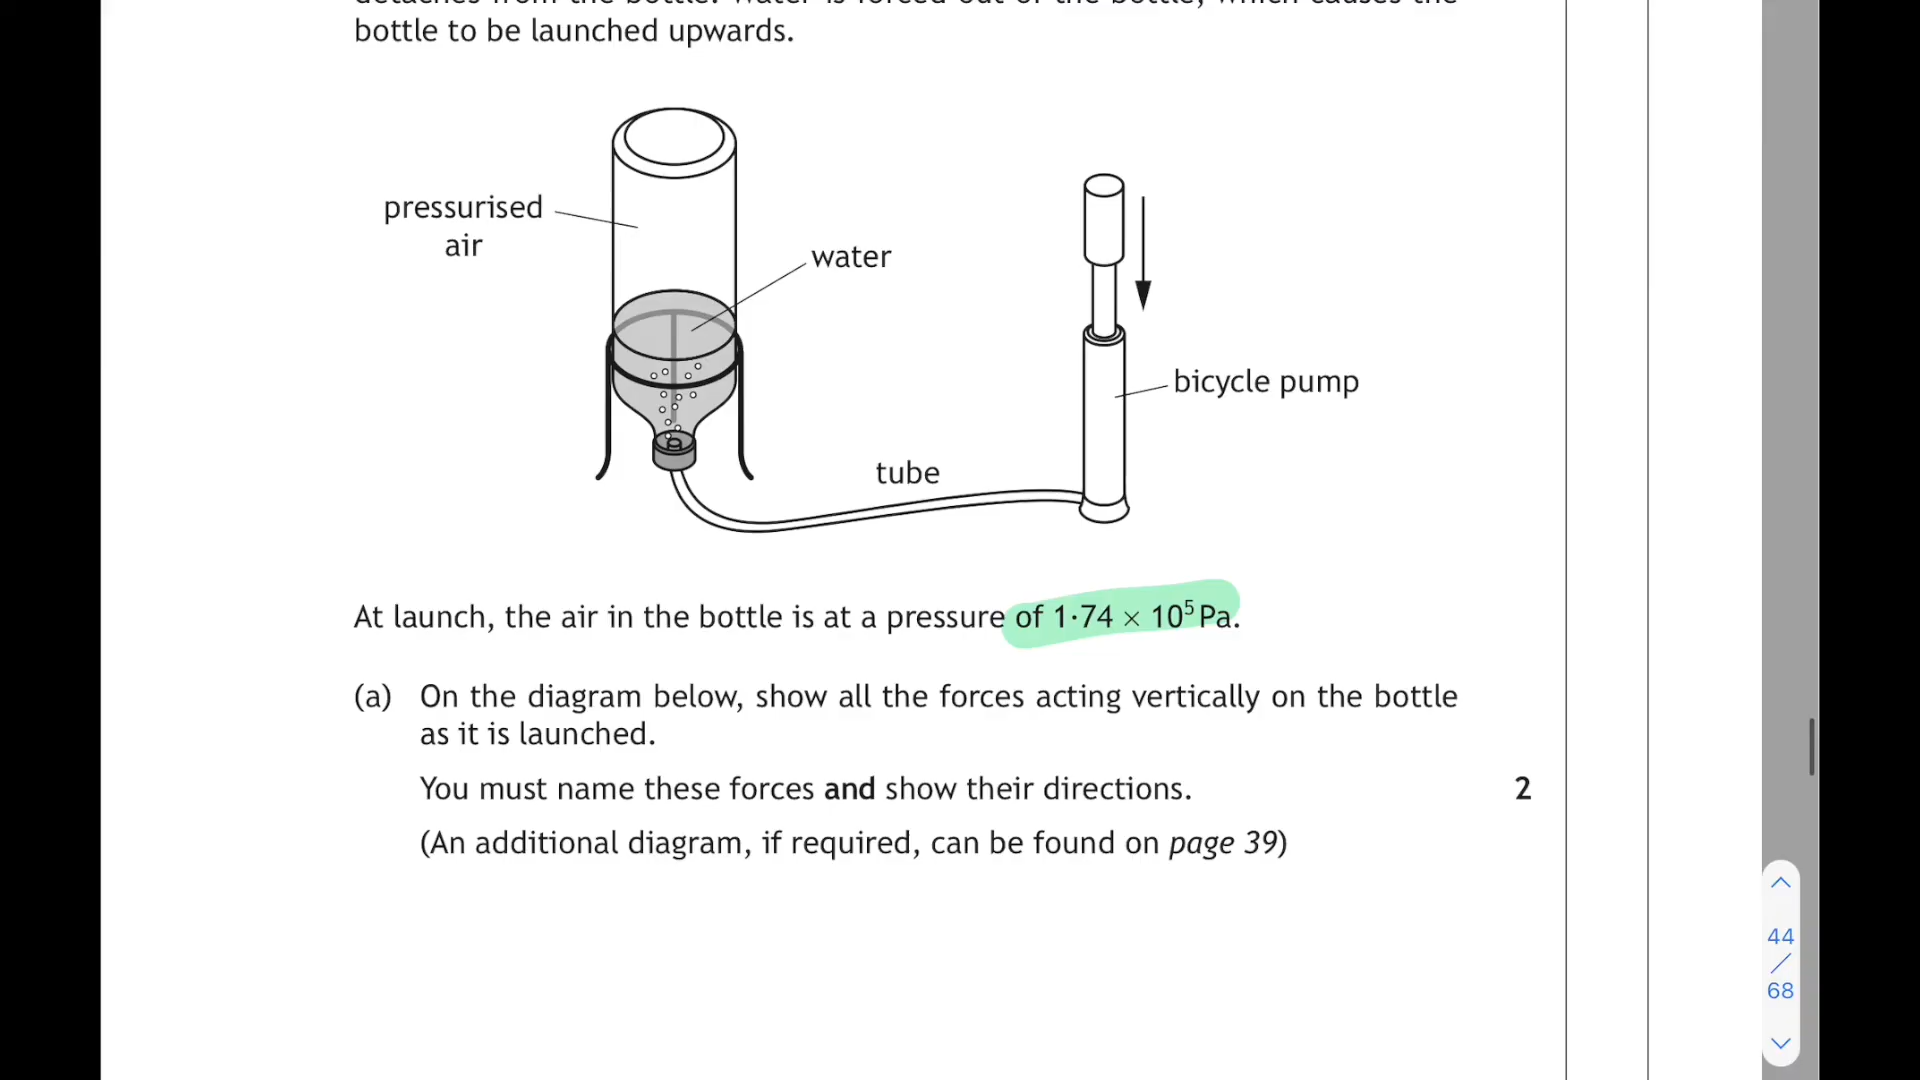 bottle to be launched upwards.
pressurised
air
water
bicycle pump
tube
At launch, the air in the bottle is at a pressure of 1·74 × 10⁵ Pa.
(a) On the diagram below, show all the forces acting vertically on the bottle
as it is launched.
You must name these forces and show their directions. 2
(An additional diagram, if required, can be found on page 39)
44
/
68